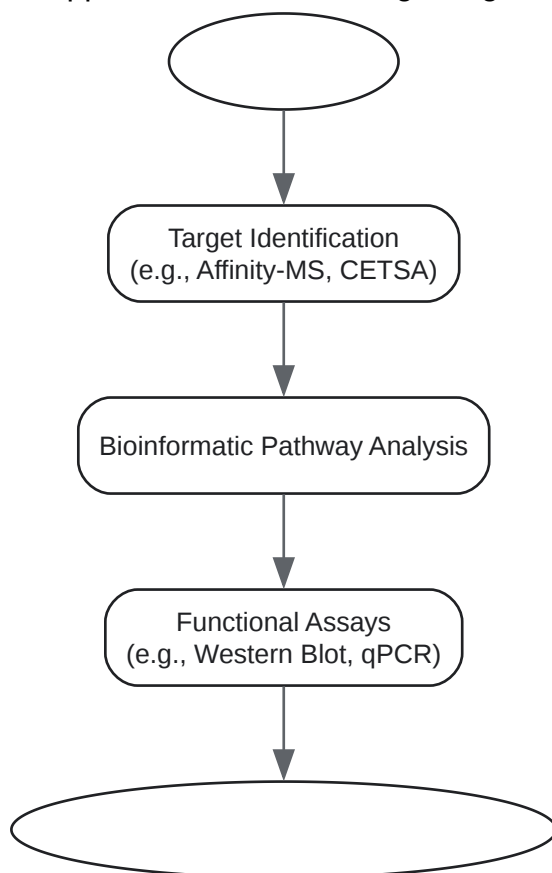 Target Identification
(e.g., Affinity-MS, CETSA)
Bioinformatic Pathway Analysis
Functional Assays
(e.g., Western Blot, qPCR)